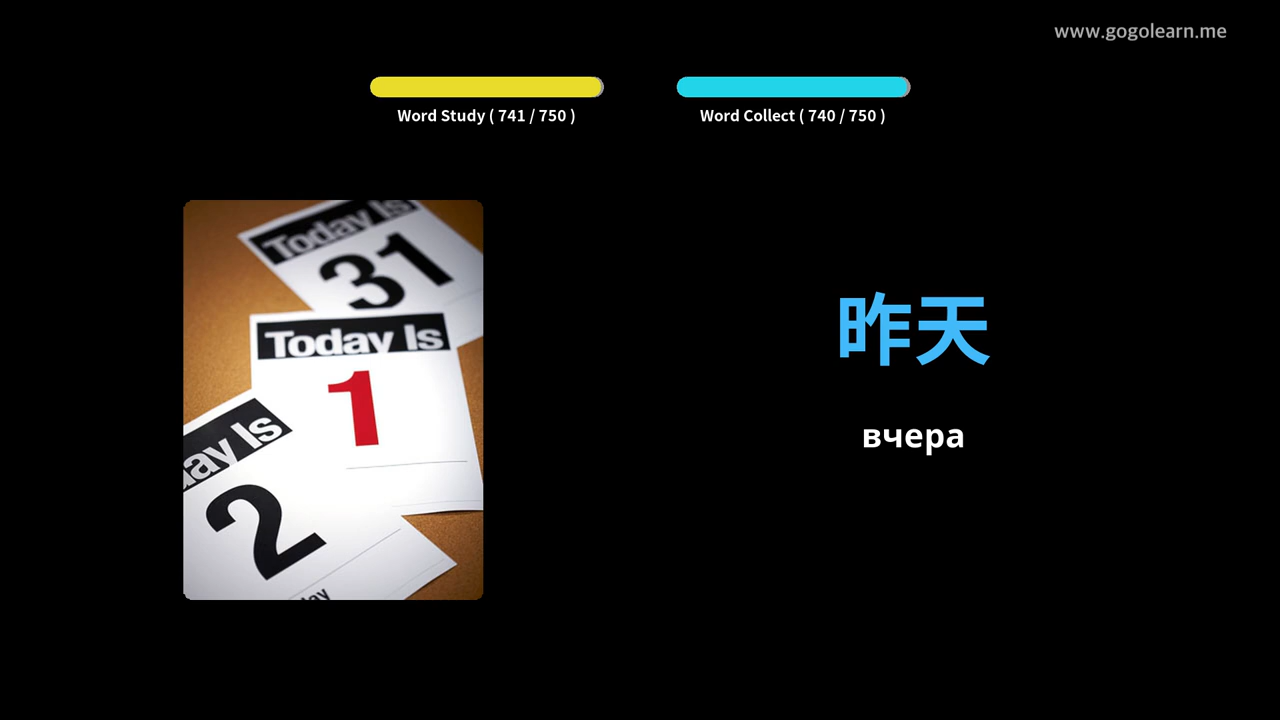 www.gogolearn.me
Word Study ( 741 / 750 )
Word Collect ( 740 / 750 )
Today Is
31
Today Is
1
ay Is
2
昨天
вчера